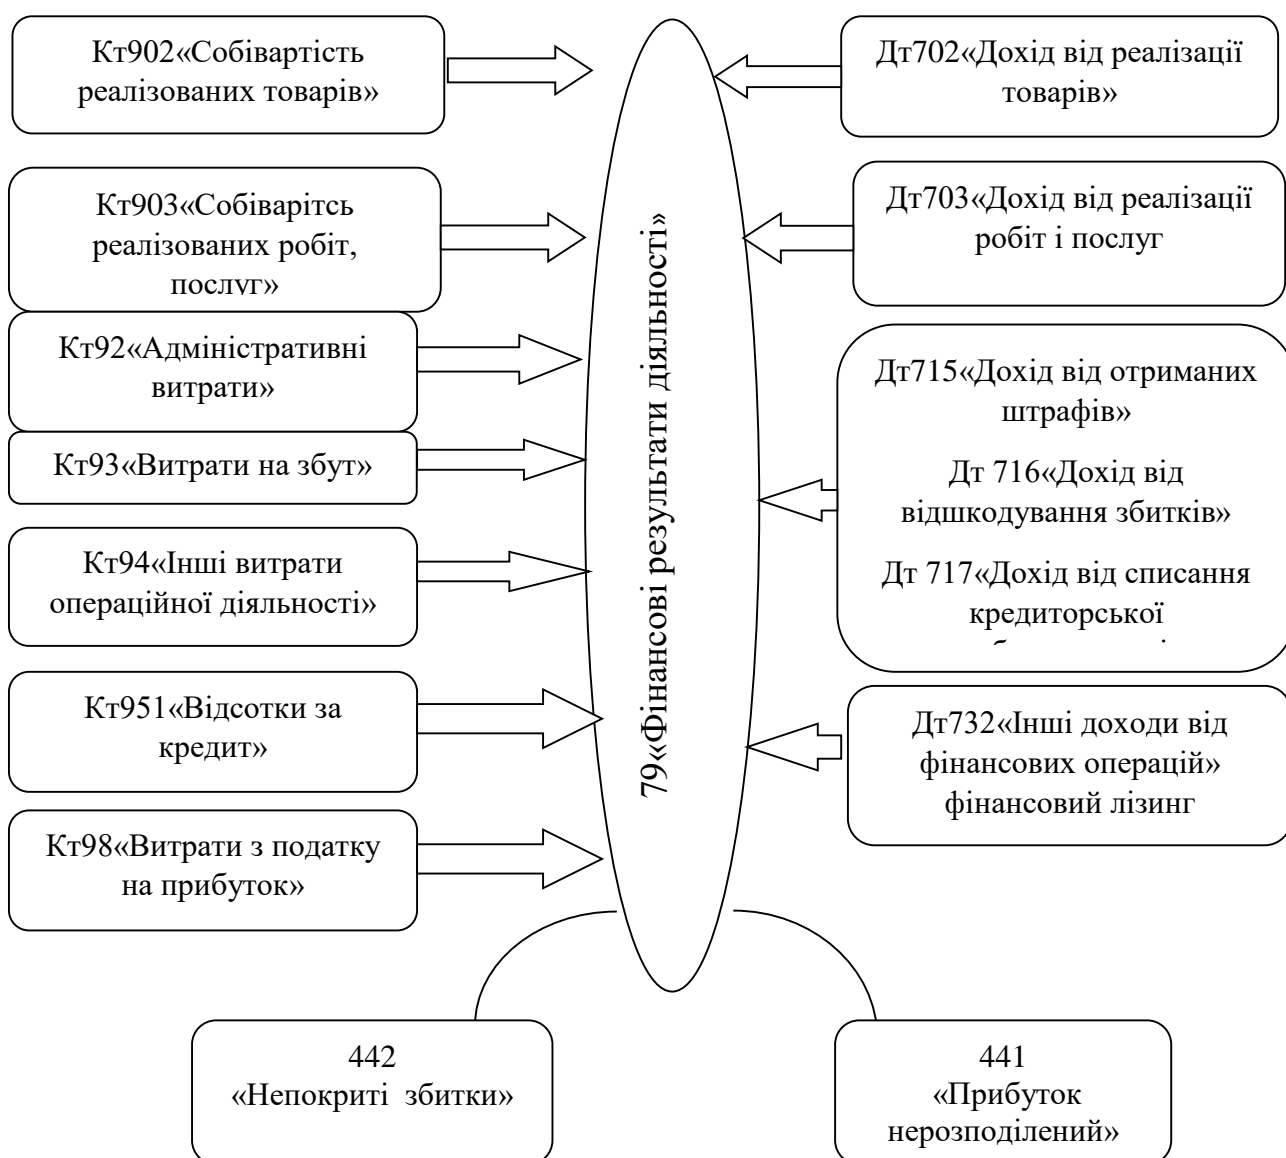 Кт902«Собівартість
реалізованих товарів»
Кт903«Собіварітсь
реалізованих робіт,
послуг»
Кт92«Адміністративні
витрати»
Кт93«Витрати на збут»
Кт94«Інші витрати
операційної діяльності»
Кт951«Відсотки за
кредит»
Кт98«Витрати з податку
на прибуток»
79«Фінансові результати діяльності»
Дт702«Дохід від реалізації
товарів»
Дт703«Дохід від реалізації
робіт і послуг
Дт715«Дохід від отриманих
штрафів»
Дт 716«Дохід від
відшкодування збитків»
Дт 717«Дохід від списання
кредиторської
Дт732«Інші доходи від
фінансових операцій»
фінансовий лізинг
442
«Непокриті  збитки»
441
«Прибуток
нерозподілений»